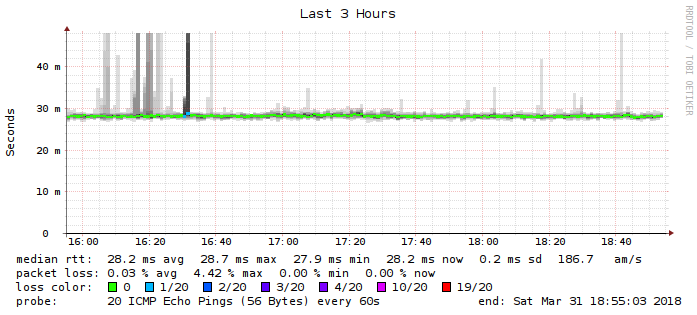 Last 3 Hours
RRDTOOL / TOBI OETIKER
Seconds
40 m
30 m
20 m
10 m
0
16:00 16:20 16:40 17:00 17:20 17:40 18:00 18:20 18:40
median rtt: 28.2 ms avg 28.7 ms max 27.9 ms min 28.2 ms now 0.2 ms sd 186.7 am/s
packet loss: 0.03 % avg 4.42 % max 0.00 % min 0.00 % now
loss color: 0 1/20 2/20 3/20 4/20 10/20 19/20
probe: 20 ICMP Echo Pings (56 Bytes) every 60s end: Sat Mar 31 18:55:03 2018